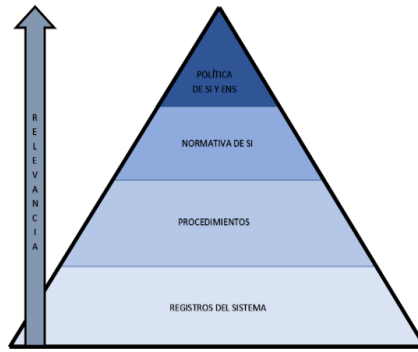 RELEVANCIA
POLÍTICA
DE SI Y ENS
NORMATIVA DE SI
PROCEDIMIENTOS
REGISTROS DEL SISTEMA